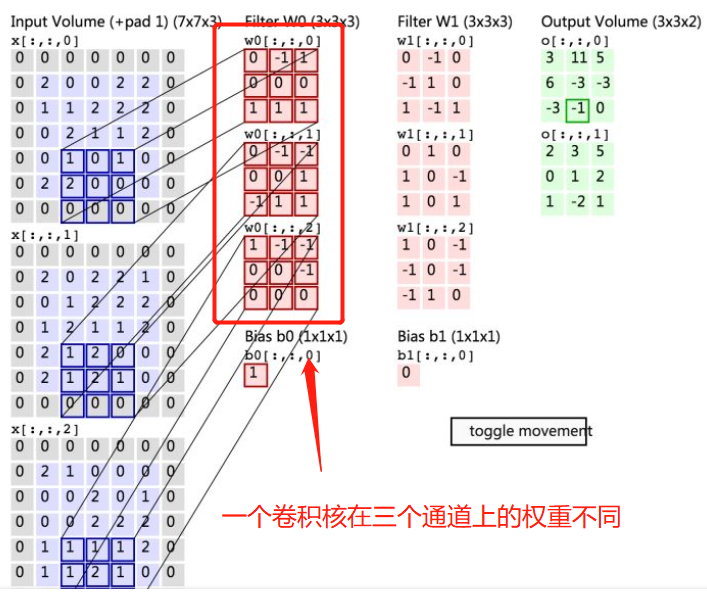 Input Volume (+pad 1) (7x7x3)
x[:,:,0]
0 0 0 0 0 0 0
0 2 0 0 2 2 0
0 1 1 2 2 2 0
0 0 2 1 1 2 0
0 0 1 0 1 0 0
0 2 2 0 0 0 0
0 0 0 0 0 0 0
x[:,:,1]
0 0 0 0 0 0 0
0 2 0 2 2 1 0
0 0 1 2 2 2 0
0 1 2 1 1 2 0
0 2 1 2 0 0 0
0 2 1 2 1 0 0
0 0 0 0 0 0 0
x[:,:,2]
0 0 0 0 0 0 0
0 2 1 0 0 0 0
0 0 0 2 0 1 0
0 0 0 2 2 2 0
0 1 1 1 1 2 0
0 1 1 2 1 0 0
Filter W0 (3x3x3)
w0[:,:,0]
0 -1 1
0 0 0
1 1 1
w0[:,:,1]
0 -1 -1
0 0 1
-1 1 1
w0[:,:,2]
1 -1 -1
0 0 -1
0 0 0
Bias b0 (1x1x1)
b0[:,:,0]
1
Filter W1 (3x3x3)
w1[:,:,0]
0 -1 0
-1 1 0
1 -1 1
w1[:,:,1]
0 1 0
1 0 -1
1 0 1
w1[:,:,2]
1 0 -1
-1 0 -1
-1 1 0
Bias b1 (1x1x1)
b1[:,:,0]
0
Output Volume (3x3x2)
o[:,:,0]
3 11 5
6 -3 -3
-3 -1 0
o[:,:,1]
2 3 5
0 1 2
1 -2 1
toggle movement
一个卷积核在三个通道上的权重不同